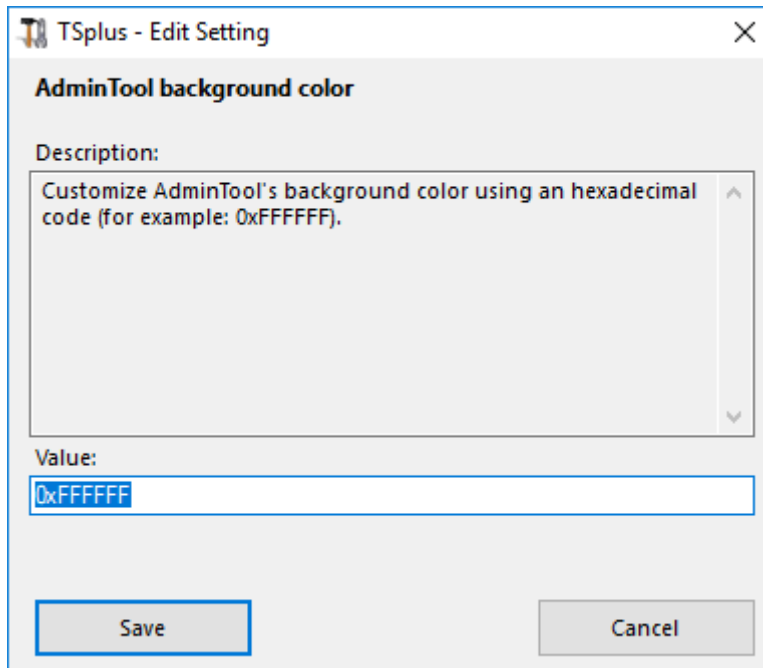 TSplus - Edit Setting
AdminTool background color
Description:
Customize AdminTool's background color using an hexadecimal
code (for example: 0xFFFFFF).
Value:
0xFFFFFF
Save
Cancel